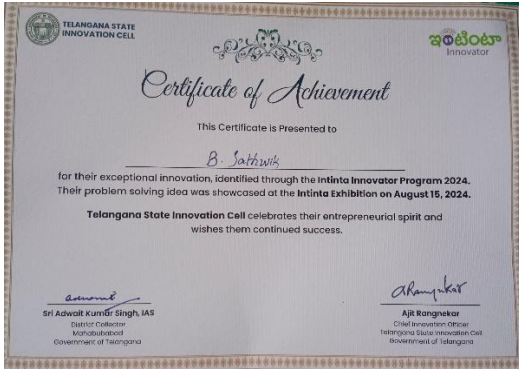 TELANGANA STATE
INNOVATION CELL
ఇంటింటా
Innovator
Certificate of Achievement
This Certificate is Presented to
B. Sathwik
for their exceptional innovation, identified through the Intinta Innovator Program 2024.
Their problem solving idea was showcased at the Intinta Exhibition on August 15, 2024.
Telangana State Innovation Cell celebrates their entrepreneurial spirit and
wishes them continued success.
Sri Adwait Kumar Singh, IAS
District Collector
Mahabubabad
Government of Telangana
ARangnekar
Ajit Rangnekar
Chief Innovation Officer
Telangana State Innovation Cell
Government of Telangana